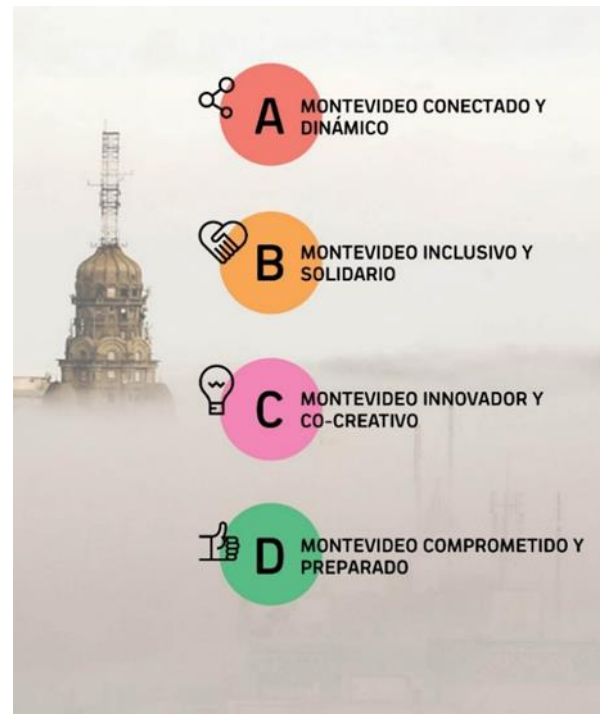 A
MONTEVIDEO CONECTADO Y
DINÁMICO
B
MONTEVIDEO INCLUSIVO Y
SOLIDARIO
C
MONTEVIDEO INNOVADOR Y
CO-CREATIVO
D
MONTEVIDEO COMPROMETIDO Y
PREPARADO